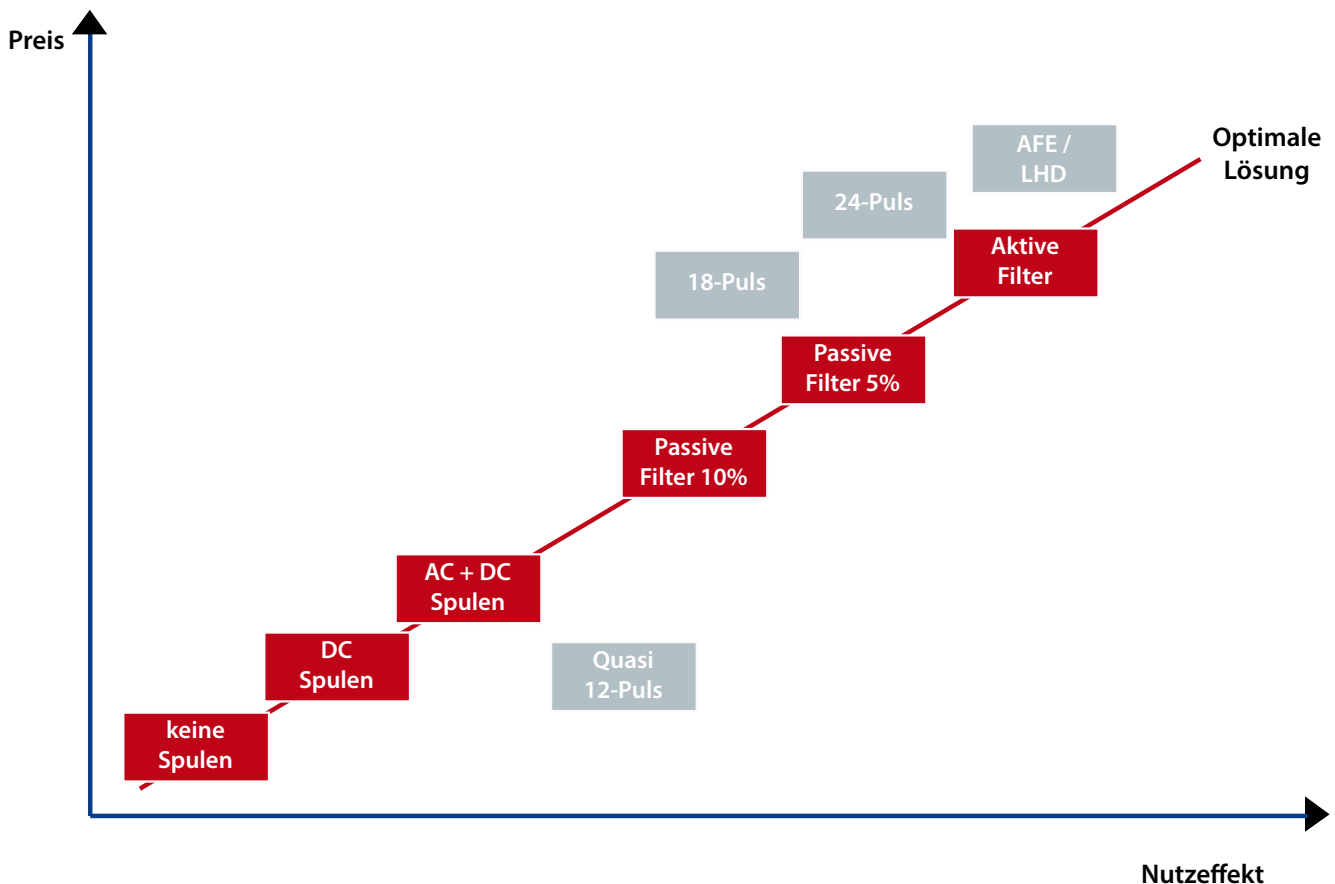 Preis
AFE /
LHD
Optimale
Lösung
24-Puls
Aktive
Filter
18-Puls
Passive
Filter 5%
Passive
Filter 10%
AC + DC
Spulen
DC
Spulen
Quasi
12-Puls
keine
Spulen
Nutzeffekt